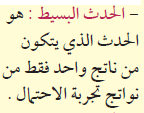 – الحدث البسيط : هو
الحدث الذي يتكون
من ناتج واحد فقط من
نواتج تجربة الاحتمال .